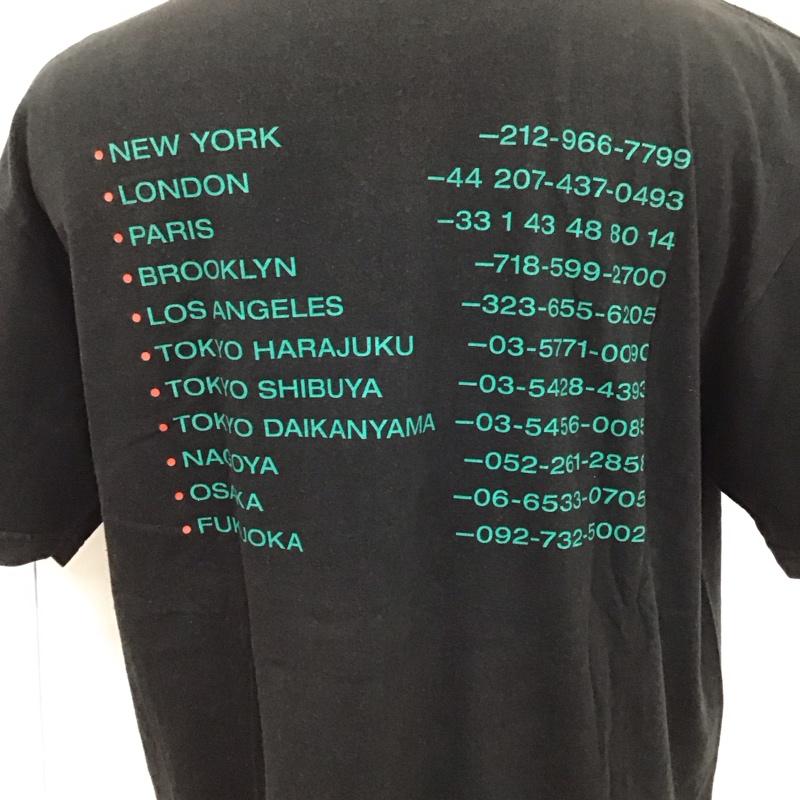 • NEW YORK –212-966-7799
• LONDON –44 207-437-0493
• PARIS –33 1 43 48 80 14
• BROOKLYN –718-599-2700
• LOS ANGELES –323-655-6205
• TOKYO HARAJUKU –03-5771-0090
• TOKYO SHIBUYA –03-5428-4393
• TOKYO DAIKANYAMA –03-5456-0085
• NAGOYA –052-261-2858
• OSAKA –06-6533-0705
• FUKUOKA –092-732-5002